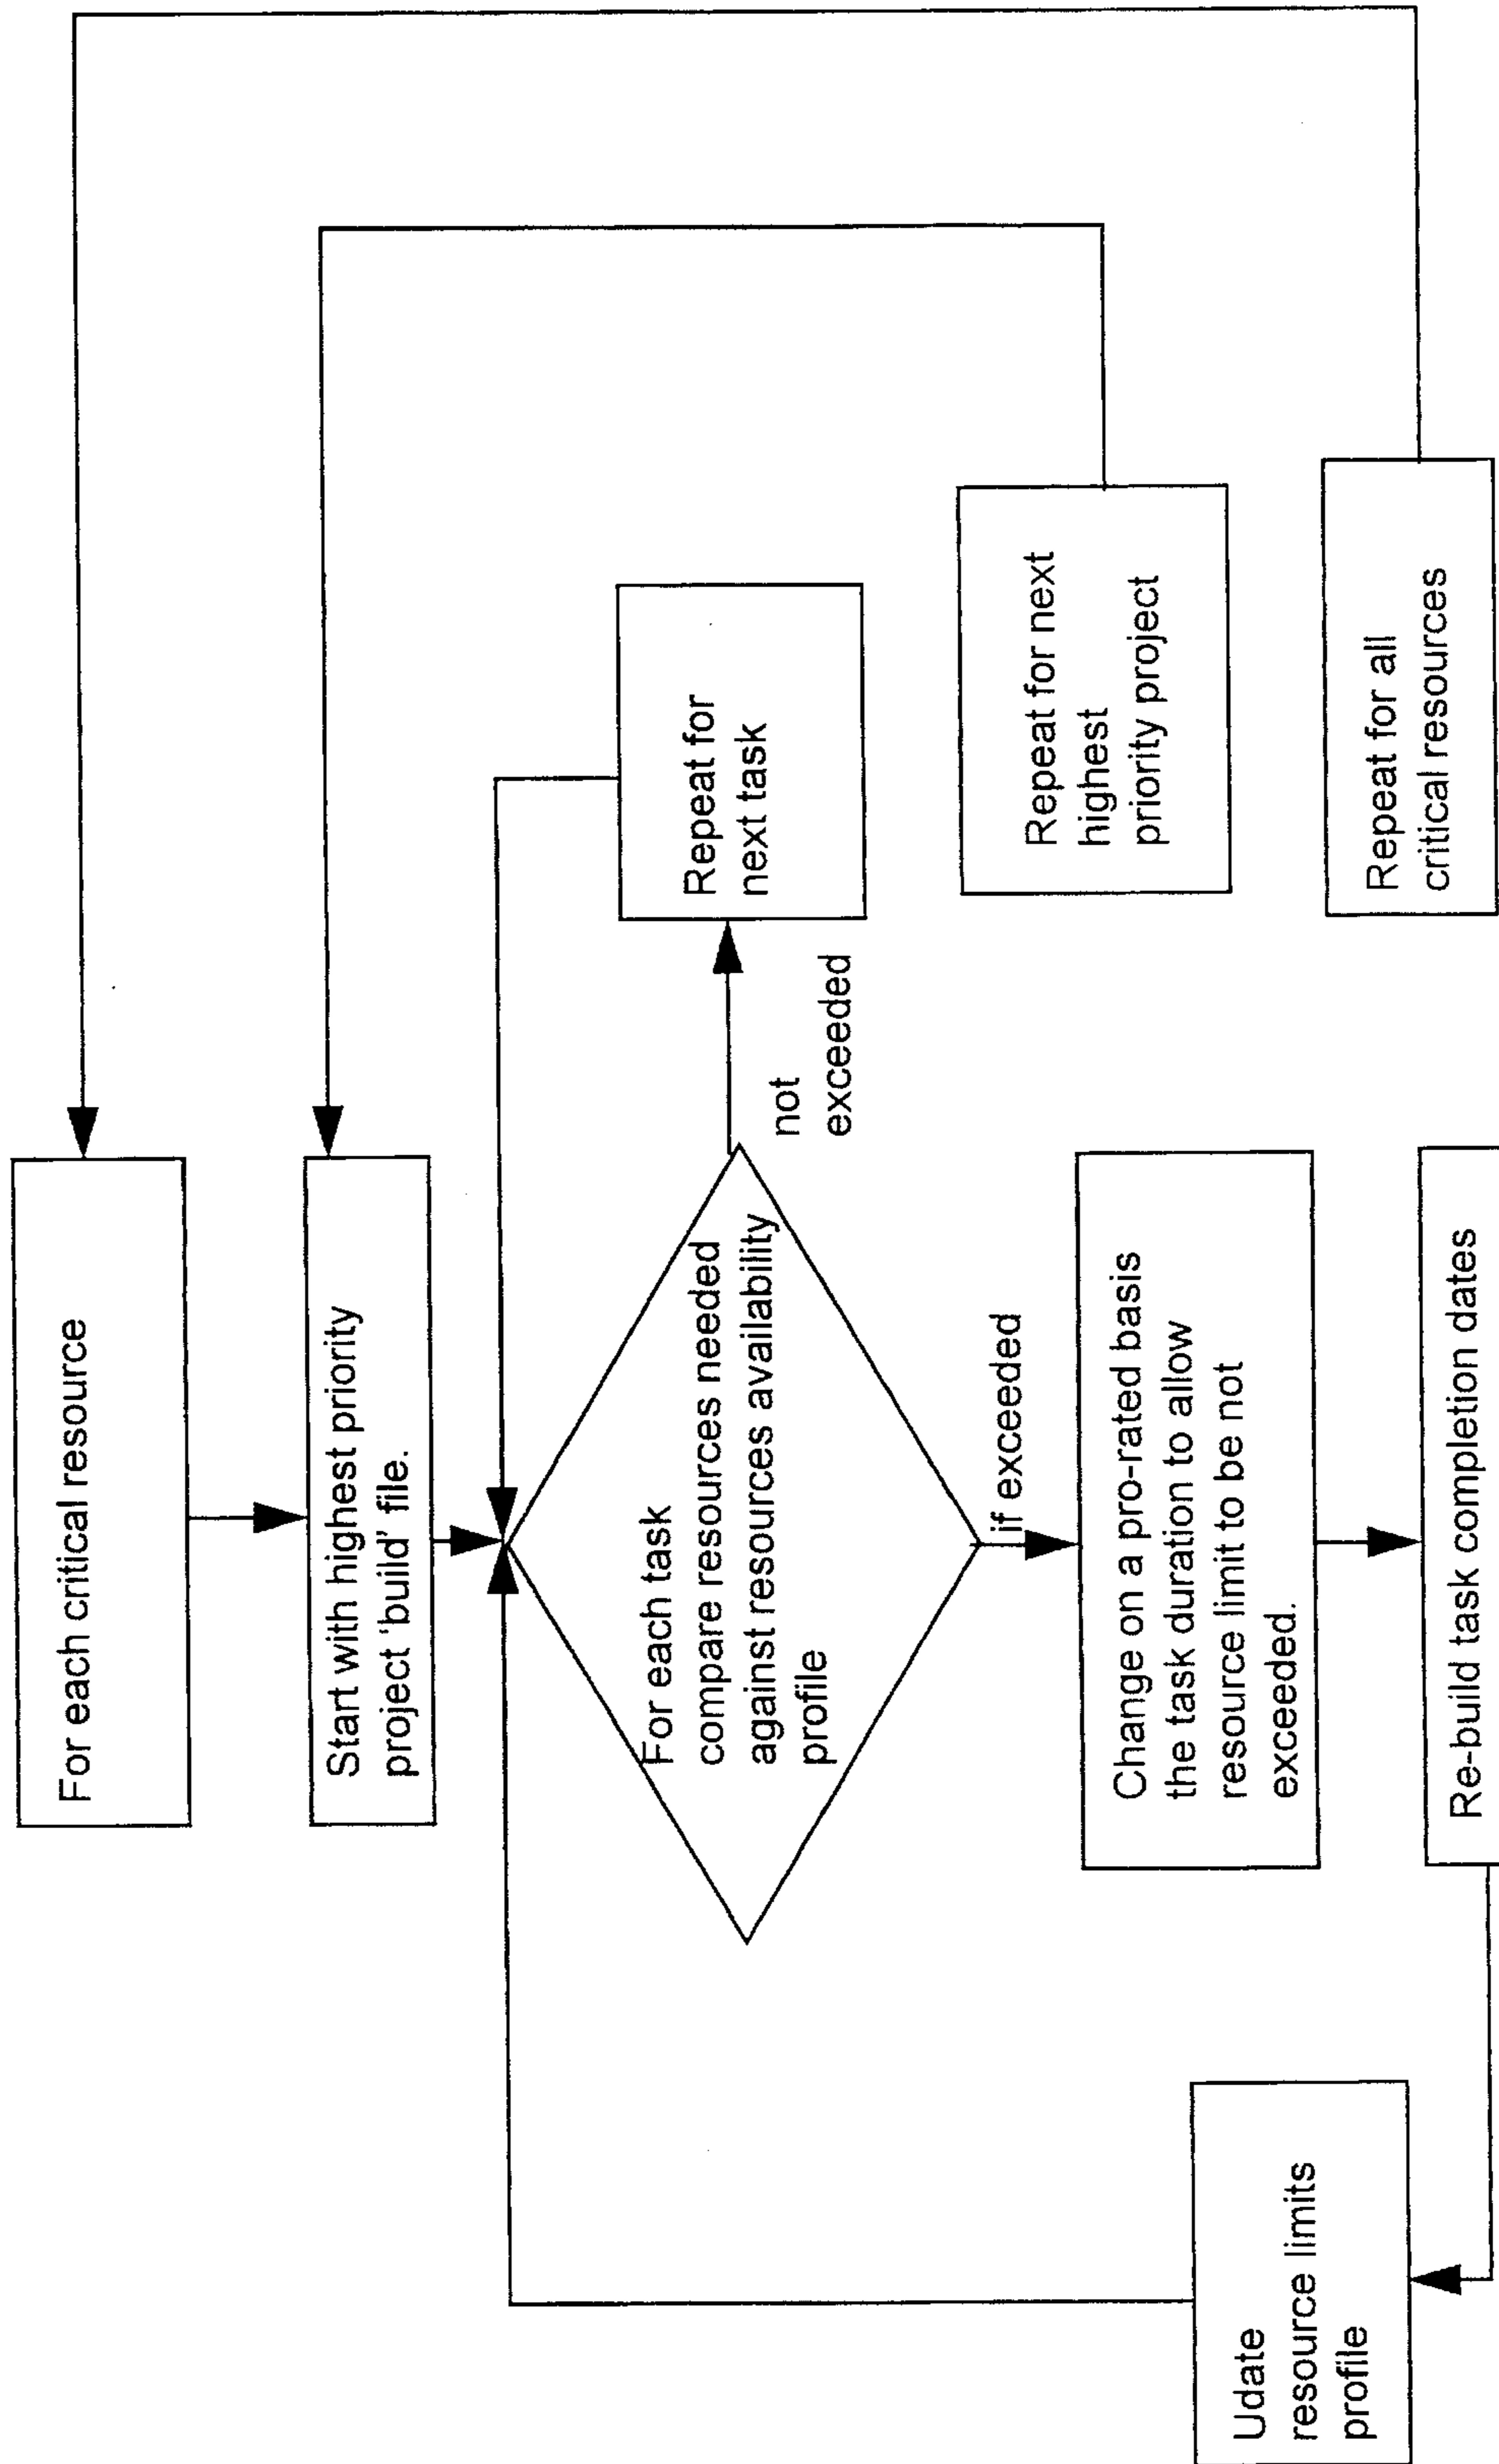 For each critical resource
Start with highest priority
project 'build' file.
For each task
compare resources needed
against resources availability
profile
not
exceeded
Repeat for
next task
if exceeded
Change on a pro-rated basis
the task duration to allow
resource limit to be not
exceeded.
Re-build task completion dates
Udate
resource limits
profile
Repeat for next
highest
priority project
Repeat for all
critical resources